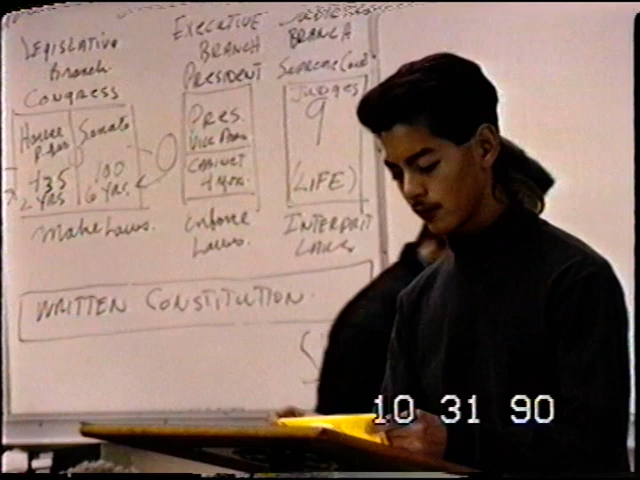 LEGISLATIVE
Branch
CONGRESS
House
Senate
435
2 YRS
100
6 YRS.
Make Laws.
EXECUTIVE
BRANCH
PRESIDENT
PRES.
Vice Pres.
CABINET
4 YRS.
Enforce
Laws.
BRANCH
Supreme Court
Judges
9
(LIFE)
INTERPRIT
LAWS
WRITTEN CONSTITUTION.
10 31 90